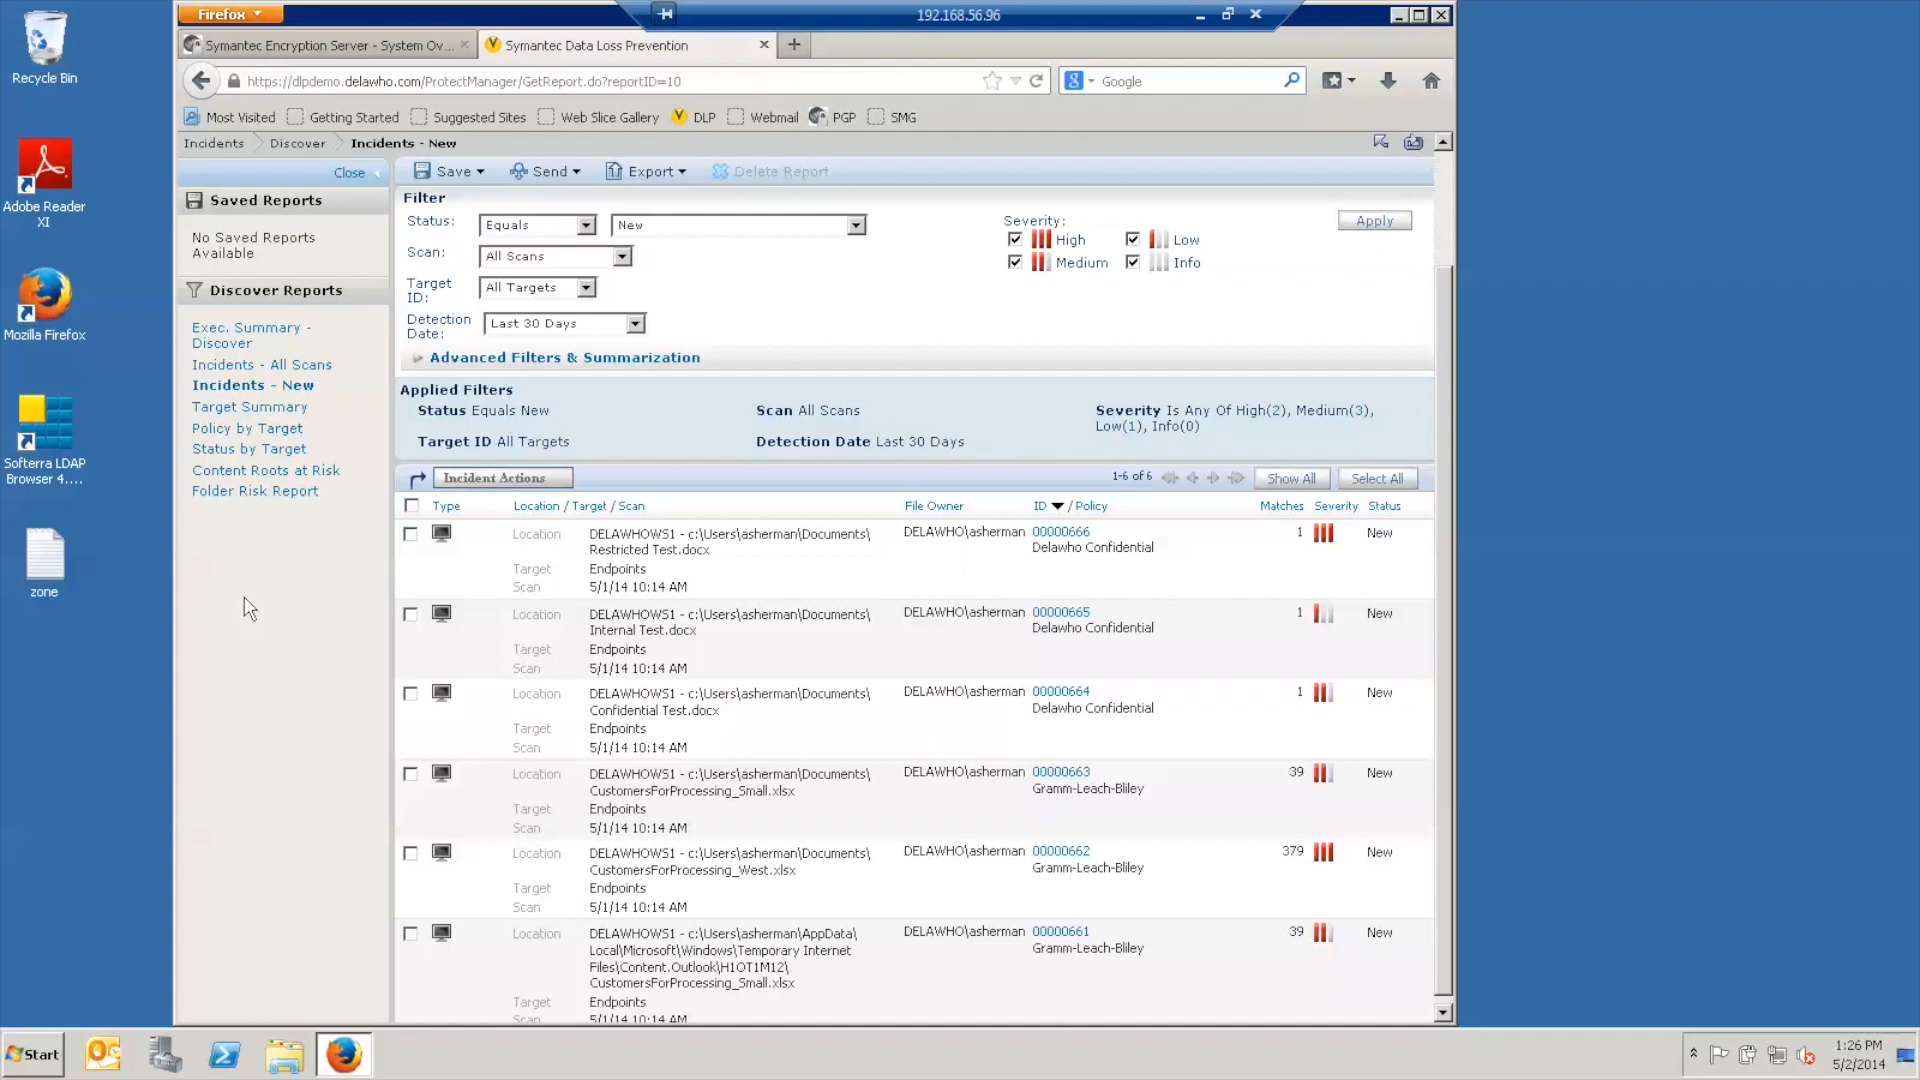 Recycle Bin
Adobe Reader
XI
Mozilla Firefox
Softerra LDAP
Browser 4....
zone
Firefox
192.168.56.96
Symantec Encryption Server - System Ov...
Symantec Data Loss Prevention
https://dlpdemo.delawho.com/ProtectManager/GetReport.do?reportID=10
Google
Most Visited
Getting Started
Suggested Sites
Web Slice Gallery
DLP
Webmail
PGP
SMG
Incidents
Discover
Incidents - New
Close
Saved Reports
No Saved Reports
Available
Discover Reports
Exec. Summary -
Discover
Incidents - All Scans
Incidents - New
Target Summary
Policy by Target
Status by Target
Content Roots at Risk
Folder Risk Report
Save
Send
Export
Delete Report
Filter
Status:
Equals
New
Scan:
All Scans
Target
ID:
All Targets
Detection
Date:
Last 30 Days
Severity:
High
Low
Medium
Info
Apply
Advanced Filters & Summarization
Applied Filters
Status Equals New
Scan All Scans
Severity Is Any Of High(2), Medium(3),
Low(1), Info(0)
Target ID All Targets
Detection Date Last 30 Days
Incident Actions
1-6 of 6
Show All
Select All
Type
Location / Target / Scan
File Owner
ID / Policy
Matches
Severity
Status
Location DELAWHOWS1 - c:\Users\asherman\Documents\ DELAWHO\asherman 00000666 1 New
Restricted Test.docx Delawho Confidential
Target Endpoints
Scan 5/1/14 10:14 AM
Location DELAWHOWS1 - c:\Users\asherman\Documents\ DELAWHO\asherman 00000665 1 New
Internal Test.docx Delawho Confidential
Target Endpoints
Scan 5/1/14 10:14 AM
Location DELAWHOWS1 - c:\Users\asherman\Documents\ DELAWHO\asherman 00000664 1 New
Confidential Test.docx Delawho Confidential
Target Endpoints
Scan 5/1/14 10:14 AM
Location DELAWHOWS1 - c:\Users\asherman\Documents\ DELAWHO\asherman 00000663 39 New
CustomersForProcessing_Small.xlsx Gramm-Leach-Bliley
Target Endpoints
Scan 5/1/14 10:14 AM
Location DELAWHOWS1 - c:\Users\asherman\Documents\ DELAWHO\asherman 00000662 379 New
CustomersForProcessing_West.xlsx Gramm-Leach-Bliley
Target Endpoints
Scan 5/1/14 10:14 AM
Location DELAWHOWS1 - c:\Users\asherman\AppData\ DELAWHO\asherman 00000661 39 New
Local\Microsoft\Windows\Temporary Internet Gramm-Leach-Bliley
Files\Content.Outlook\H1OT1M12\
CustomersForProcessing_Small.xlsx
Target Endpoints
Scan 5/1/14 10:14 AM
Start
1:26 PM
5/2/2014